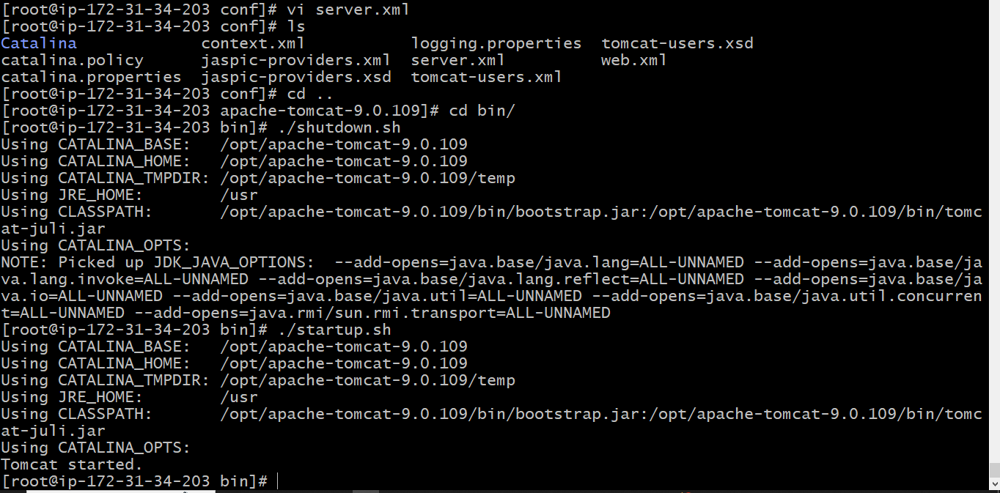 [root@ip-172-31-34-203 conf]# vi server.xml
[root@ip-172-31-34-203 conf]# ls
Catalina             context.xml           logging.properties  tomcat-users.xsd
catalina.policy      jaspic-providers.xml  server.xml          web.xml
catalina.properties  jaspic-providers.xsd  tomcat-users.xml
[root@ip-172-31-34-203 conf]# cd ..
[root@ip-172-31-34-203 apache-tomcat-9.0.109]# cd bin/
[root@ip-172-31-34-203 bin]# ./shutdown.sh
Using CATALINA_BASE:   /opt/apache-tomcat-9.0.109
Using CATALINA_HOME:   /opt/apache-tomcat-9.0.109
Using CATALINA_TMPDIR: /opt/apache-tomcat-9.0.109/temp
Using JRE_HOME:        /usr
Using CLASSPATH:       /opt/apache-tomcat-9.0.109/bin/bootstrap.jar:/opt/apache-tomcat-9.0.109/bin/tomc
at-juli.jar
Using CATALINA_OPTS:
NOTE: Picked up JDK_JAVA_OPTIONS:  --add-opens=java.base/java.lang=ALL-UNNAMED --add-opens=java.base/ja
va.lang.invoke=ALL-UNNAMED --add-opens=java.base/java.lang.reflect=ALL-UNNAMED --add-opens=java.base/ja
va.io=ALL-UNNAMED --add-opens=java.base/java.util=ALL-UNNAMED --add-opens=java.base/java.util.concurren
t=ALL-UNNAMED --add-opens=java.rmi/sun.rmi.transport=ALL-UNNAMED
[root@ip-172-31-34-203 bin]# ./startup.sh
Using CATALINA_BASE:   /opt/apache-tomcat-9.0.109
Using CATALINA_HOME:   /opt/apache-tomcat-9.0.109
Using CATALINA_TMPDIR: /opt/apache-tomcat-9.0.109/temp
Using JRE_HOME:        /usr
Using CLASSPATH:       /opt/apache-tomcat-9.0.109/bin/bootstrap.jar:/opt/apache-tomcat-9.0.109/bin/tomc
at-juli.jar
Using CATALINA_OPTS:
Tomcat started.
[root@ip-172-31-34-203 bin]#